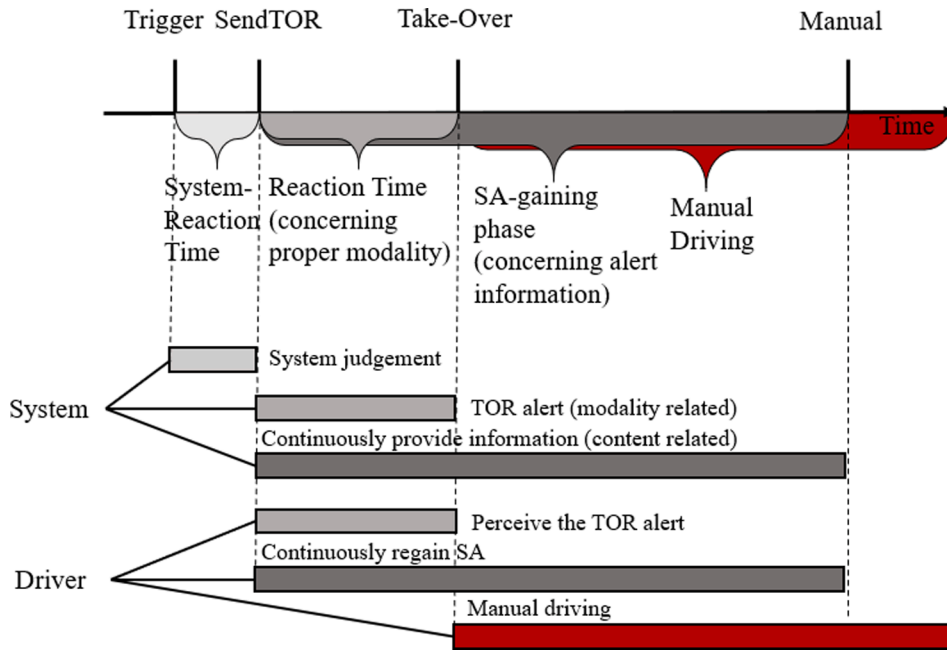 Trigger SendTOR Take-Over Manual
Time
System-
Reaction
Time
Reaction Time
(concerning
proper modality)
SA-gaining
phase
(concerning alert
information)
Manual
Driving
System
System judgement
TOR alert (modality related)
Continuously provide information (content related)
Driver
Perceive the TOR alert
Continuously regain SA
Manual driving